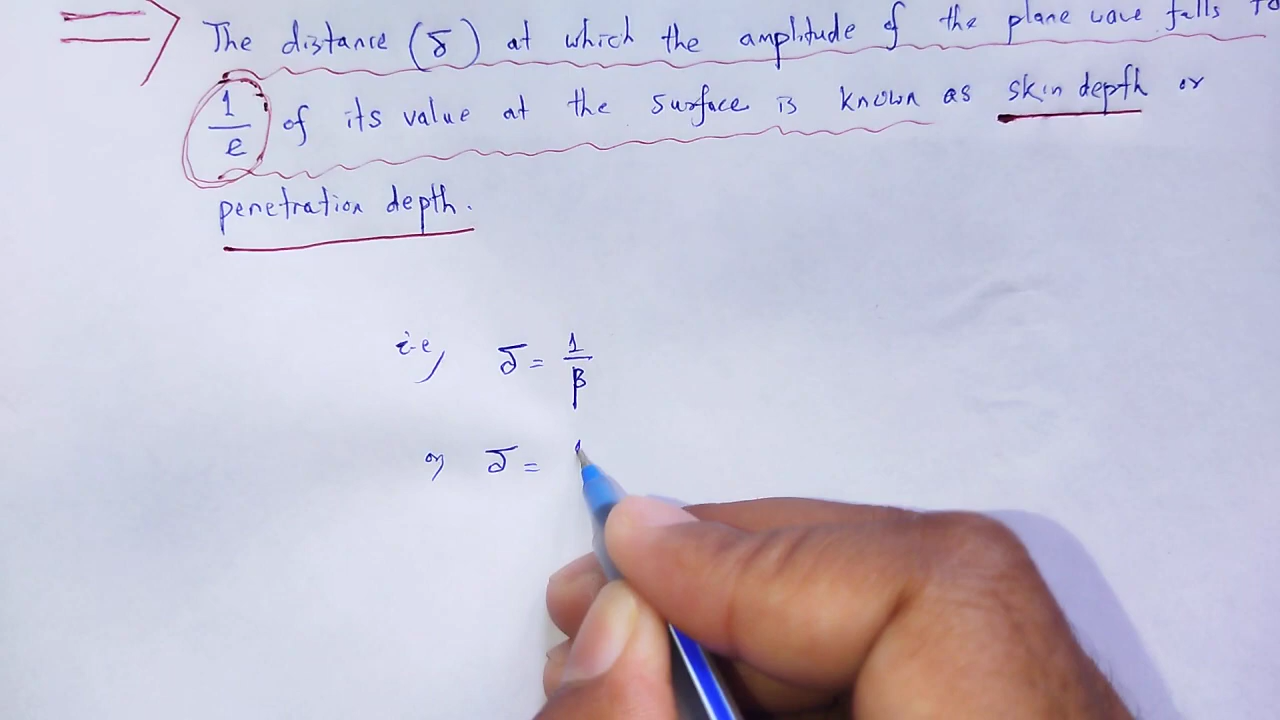 ⇒ The distance (δ) at which the amplitude of the plane wave falls to
1/e of its value at the surface is known as skin depth or
penetration depth.
i.e, δ = 1/β
or δ = 1